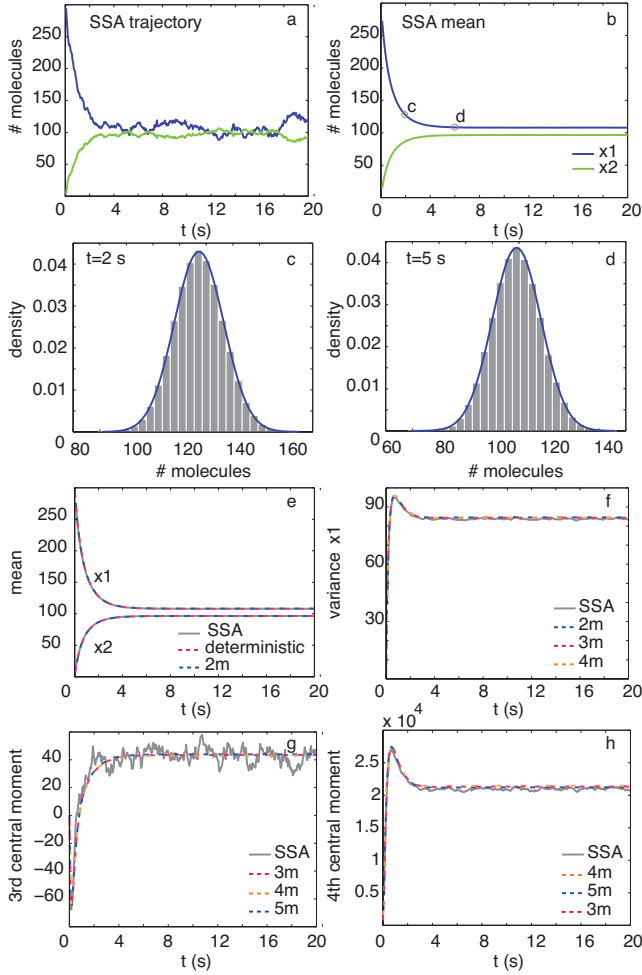 SSA trajectory a
# molecules
250
200
150
100
50
0 4 8 12 16 20
t (s)
SSA mean b
# molecules
250
200
150
100
50
c
d
x1
x2
0 4 8 12 16 20
t (s)
t=2 s c
density
0.04
0.03
0.02
0.01
0
80 100 120 140 160
# molecules
t=5 s d
density
0.04
0.03
0.02
0.01
0
60 80 100 120 140
# molecules
e
mean
250
200
150
100
50
x1
x2
SSA
deterministic
2m
0 4 8 12 16 20
t (s)
f
variance x1
90
60
30
SSA
2m
3m
4m
0 4 8 12 16 20
t (s)
g
3rd central moment
40
20
0
−20
−40
−60
SSA
3m
4m
5m
0 4 8 12 16 20
t (s)
x 10⁴
h
4th central moment
2.5
2
1.5
1
0.5
SSA
4m
5m
3m
0 4 8 12 16 20
t (s)